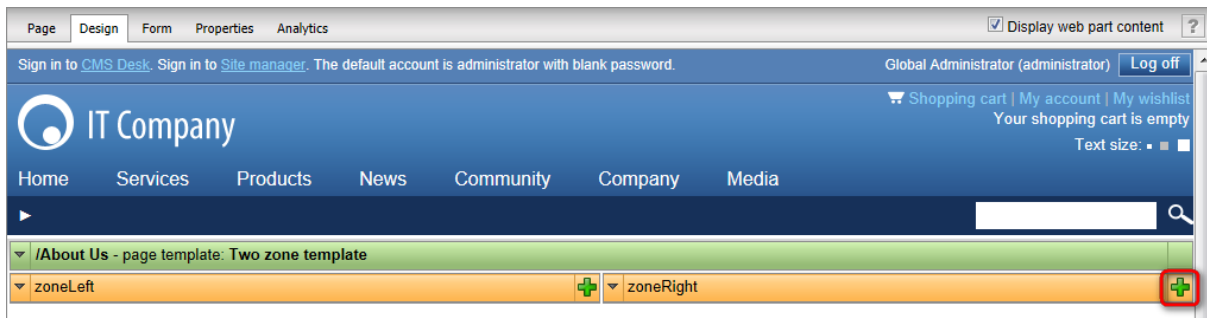 Page Design Form Properties Analytics Display web part content ?
Sign in to CMS Desk. Sign in to Site manager. The default account is administrator with blank password. Global Administrator (administrator) Log off
Shopping cart | My account | My wishlist
IT Company
Your shopping cart is empty
Text size:
Home Services Products News Community Company Media
/About Us - page template: Two zone template
zoneLeft zoneRight